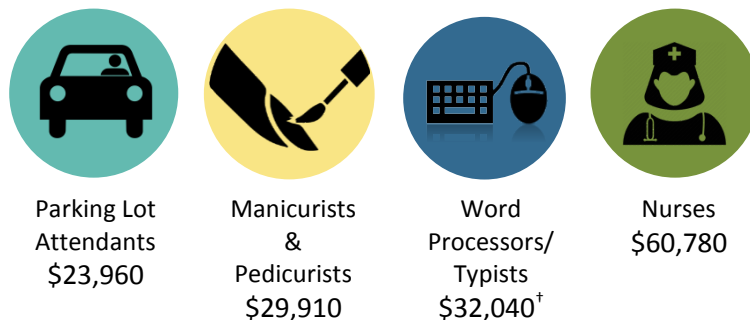 Parking Lot
Attendants
$23,960
Manicurists
&
Pedicurists
$29,910
Word
Processors/
Typists
$32,040†
Nurses
$60,780